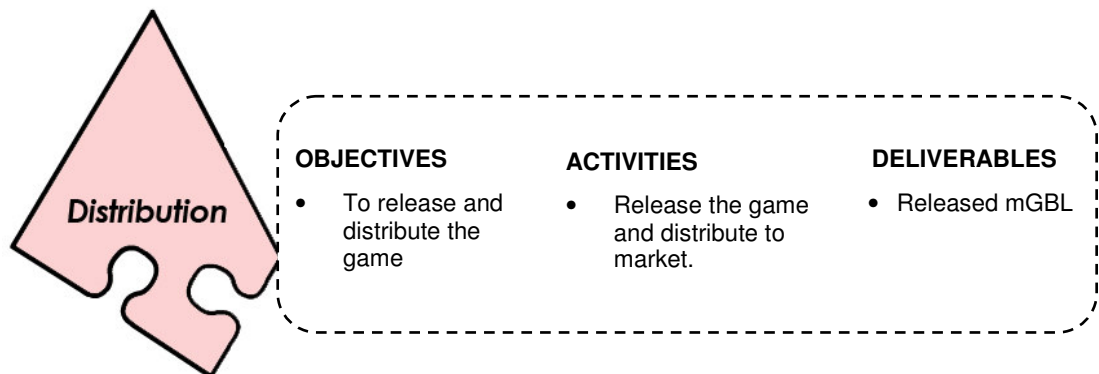 Distribution
OBJECTIVES
• To release and
distribute the
game
ACTIVITIES
• Release the game
and distribute to
market.
DELIVERABLES
• Released mGBL